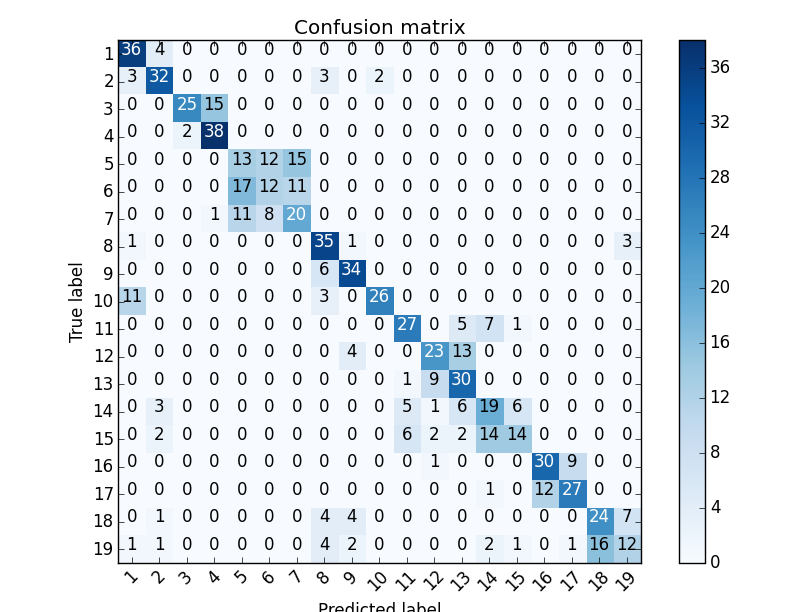 Confusion matrix
1 36 4 0 0 0 0 0 0 0 0 0 0 0 0 0 0 0 0 0
2 3 32 0 0 0 0 0 3 0 2 0 0 0 0 0 0 0 0 0
3 0 0 25 15 0 0 0 0 0 0 0 0 0 0 0 0 0 0 0
4 0 0 2 38 0 0 0 0 0 0 0 0 0 0 0 0 0 0 0
5 0 0 0 0 13 12 15 0 0 0 0 0 0 0 0 0 0 0 0
6 0 0 0 0 17 12 11 0 0 0 0 0 0 0 0 0 0 0 0
7 0 0 0 1 11 8 20 0 0 0 0 0 0 0 0 0 0 0 0
8 1 0 0 0 0 0 0 35 1 0 0 0 0 0 0 0 0 0 3
9 0 0 0 0 0 0 0 6 34 0 0 0 0 0 0 0 0 0 0
10 11 0 0 0 0 0 0 3 0 26 0 0 0 0 0 0 0 0 0
11 0 0 0 0 0 0 0 0 0 0 27 0 5 7 1 0 0 0 0
12 0 0 0 0 0 0 0 0 4 0 0 23 13 0 0 0 0 0 0
13 0 0 0 0 0 0 0 0 0 0 1 9 30 0 0 0 0 0 0
14 0 3 0 0 0 0 0 0 0 0 5 1 6 19 6 0 0 0 0
15 0 2 0 0 0 0 0 0 0 0 6 2 2 14 14 0 0 0 0
16 0 0 0 0 0 0 0 0 0 0 0 1 0 0 0 30 9 0 0
17 0 0 0 0 0 0 0 0 0 0 0 0 0 1 0 12 27 0 0
18 0 1 0 0 0 0 0 4 4 0 0 0 0 0 0 0 0 24 7
19 1 1 0 0 0 0 0 4 2 0 0 0 0 2 1 0 1 16 12
1 2 3 4 5 6 7 8 9 10 11 12 13 14 15 16 17 18 19
True label
Predicted label
36
32
28
24
20
16
12
8
4
0